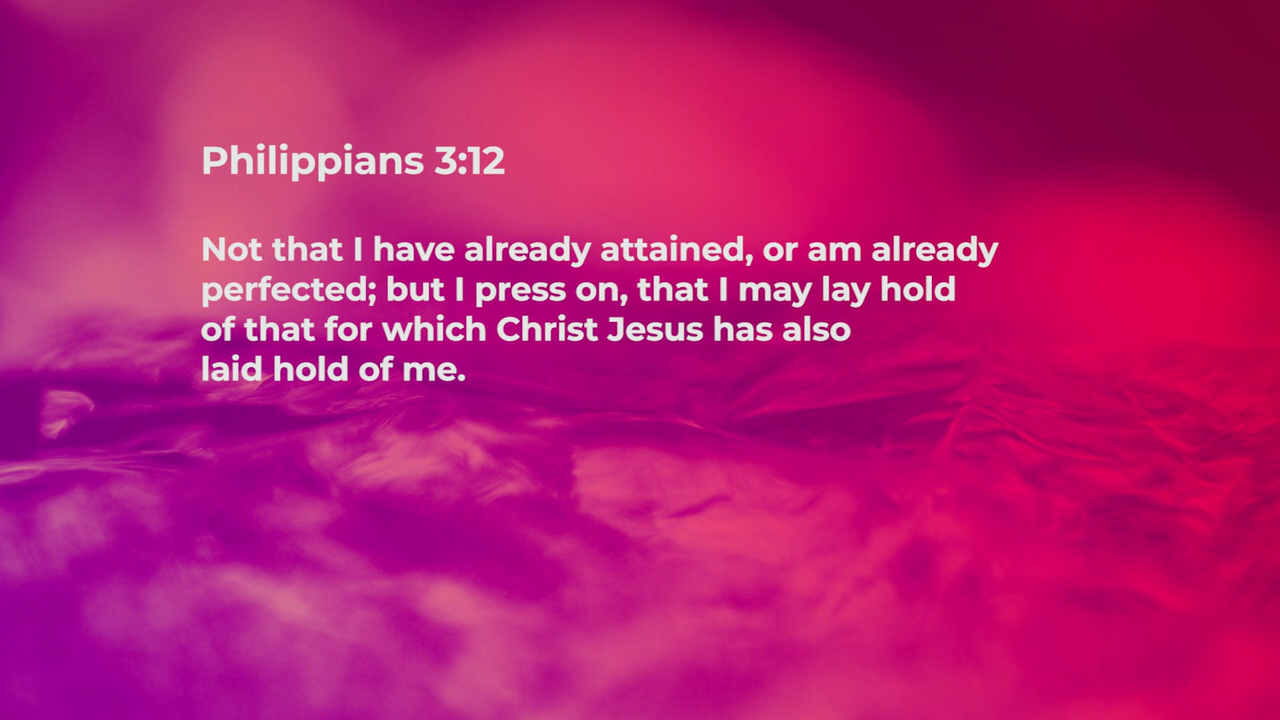 Philippians 3:12
Not that I have already attained, or am already
perfected; but I press on, that I may lay hold
of that for which Christ Jesus has also
laid hold of me.